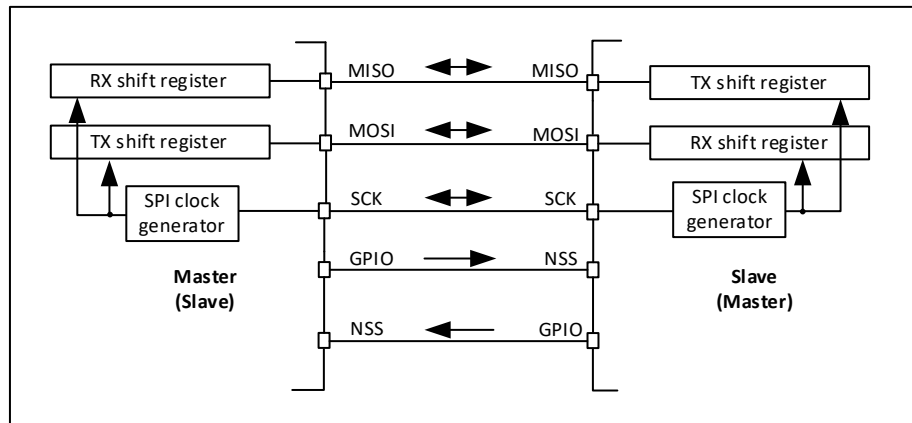 RX shift register
MISO
MISO
TX shift register
TX shift register
MOSI
MOSI
RX shift register
SPI clock
generator
SCK
SCK
SPI clock
generator
Master
(Slave)
GPIO
NSS
Slave
(Master)
NSS
GPIO